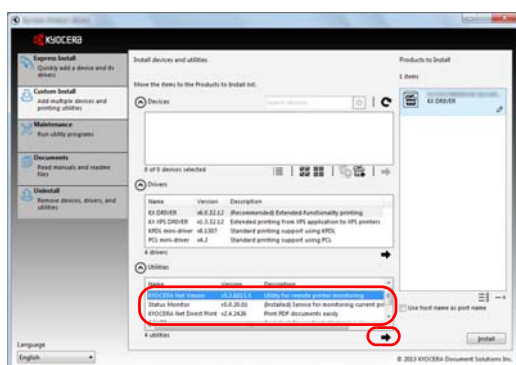 KYOCERA
Express Install
Quickly add a device and its drivers
Custom Install
Add multiple devices and printing utilities
Maintenance
Run utility programs
Documents
Read manuals and readme files
Uninstall
Remove devices, drivers, and utilities
Language
English
Install devices and utilities
Move the items to the Products to Install list.
Devices
0 of 0 devices selected
Drivers
Name Version Description
KX DRIVER (Recommended) Extended functionality printing
KX XPS DRIVER Extended printing from XPS application to XPS printers
KPDL mini-driver Standard printing support using KPDL
PCL mini-driver Standard printing support using PCL
4 drivers
Utilities
Name Version Description
KYOCERA Net Viewer Utility for remote printer monitoring
Status Monitor (Installed) Service for monitoring current pri
KYOCERA Net Direct Print Print PDF documents easily
4 utilities
Products to Install
1 items
KX DRIVER
Use host name as port name
Install
© 2013 KYOCERA Document Solutions Inc.